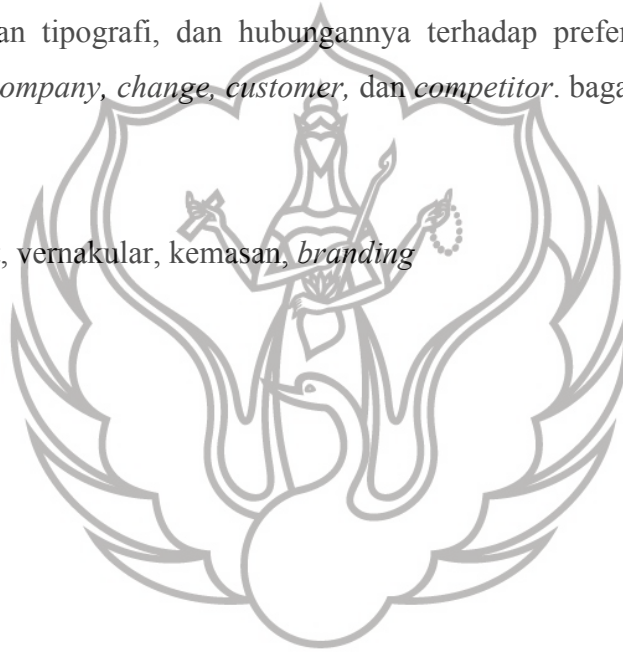 an tipografi, dan hubungannya terhadap prefer
ompany, change, customer, dan competitor. baga
, vernakular, kemasan, branding